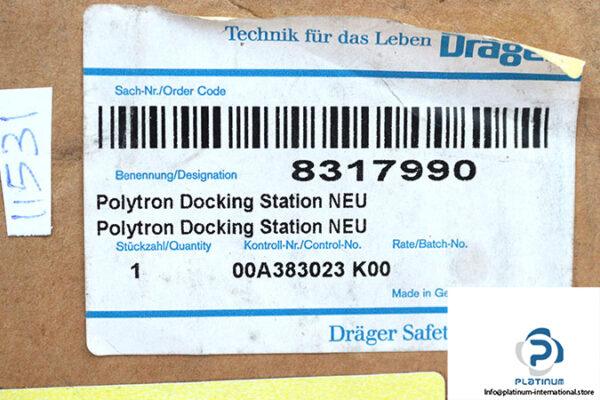 Technik für das Leben Dräger
Sach-Nr./Order Code
Benennung/Designation 8317990
Polytron Docking Station NEU
Polytron Docking Station NEU
Stückzahl/Quantity Kontroll-Nr./Control-No. Rate/Batch-No.
1 00A383023 K00
Made in Ge
Dräger Safet
11531
PLATINUM
Info@platinum-international.store